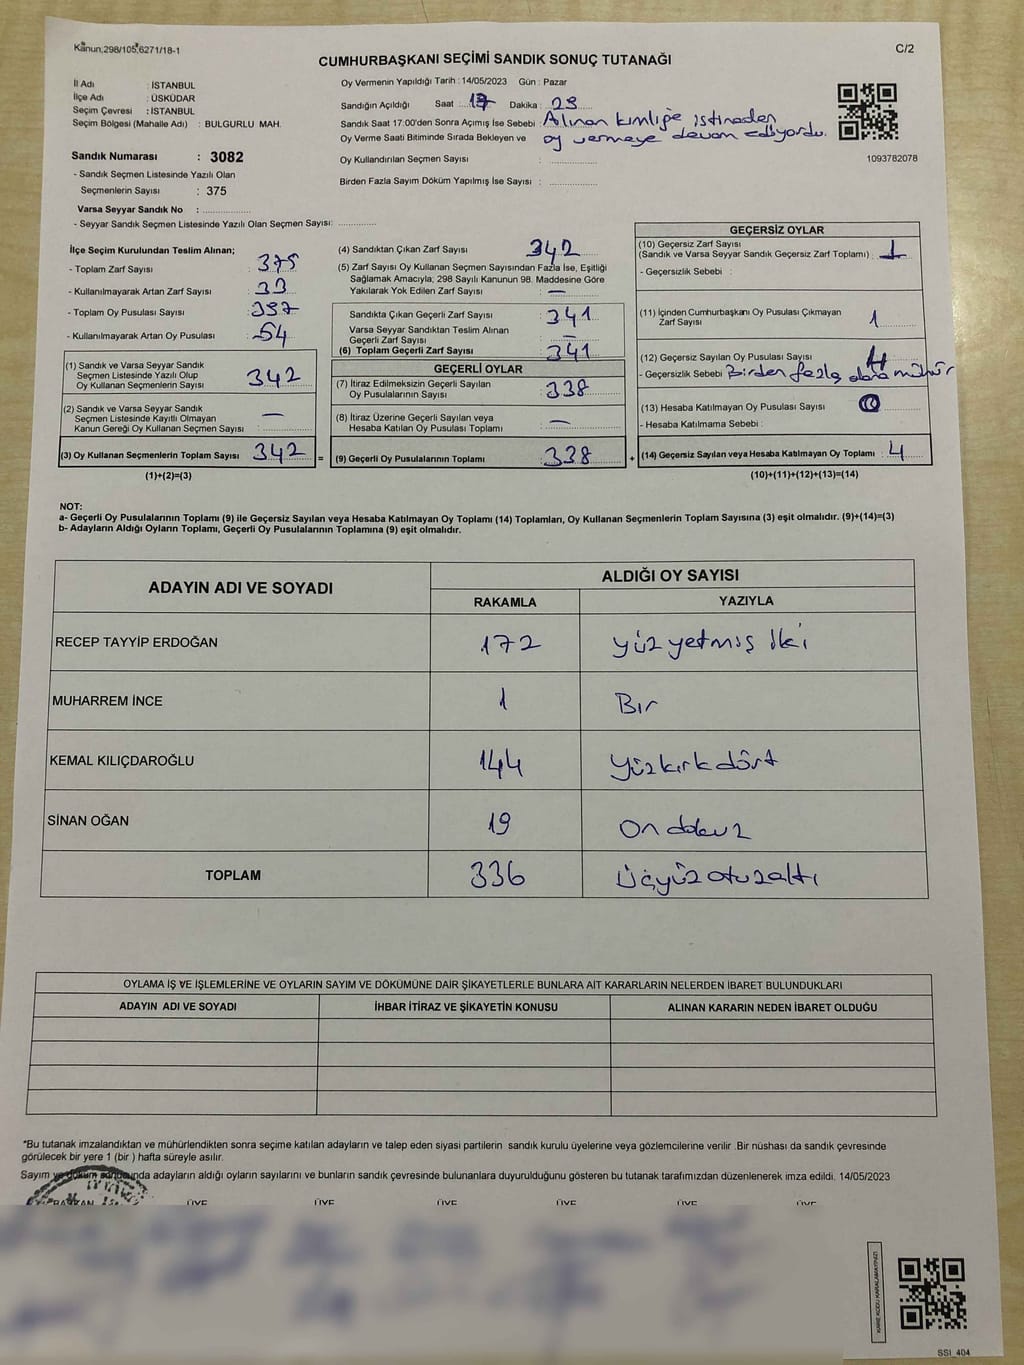 Kanun,298/105,6271/18-1
C/2
CUMHURBAŞKANI SEÇİMİ SANDIK SONUÇ TUTANAĞI
İl Adı : İSTANBUL
İlçe Adı : ÜSKÜDAR
Seçim Çevresi : İSTANBUL
Seçim Bölgesi (Mahalle Adı) : BULGURLU MAH.
Oy Vermenin Yapıldığı Tarih : 14/05/2023 Gün : Pazar
Sandığın Açıldığı Saat :..17.. Dakika : 29
Sandık Saat 17:00'den Sonra Açımış İse Sebebi : Alınan kimliğe istinaden
Oy Verme Saati Bitiminde Sırada Bekleyen ve oy vermeye devam ediyordu.
Oy Kullandırılan Seçmen Sayısı :
Birden Fazla Sayım Döküm Yapılmış İse Sayısı :
1093782078
Sandık Numarası : 3082
- Sandık Seçmen Listesinde Yazılı Olan
Seçmenlerin Sayısı : 375
Varsa Seyyar Sandık No :
- Seyyar Sandık Seçmen Listesinde Yazılı Olan Seçmen Sayısı:
İlçe Seçim Kurulundan Teslim Alınan;
- Toplam Zarf Sayısı : 375
- Kullanılmayarak Artan Zarf Sayısı : 33
- Toplam Oy Pusulası Sayısı : 397
- Kullanılmayarak Artan Oy Pusulası : 54
(1) Sandık ve Varsa Seyyar Sandık
Seçmen Listesinde Yazılı Olup
Oy Kullanan Seçmenlerin Sayısı : 342
(2) Sandık ve Varsa Seyyar Sandık
Seçmen Listesinde Kayıtlı Olmayan
Kanun Gereği Oy Kullanan Seçmen Sayısı : —
(3) Oy Kullanan Seçmenlerin Toplam Sayısı : 342
(1)+(2)=(3)
(4) Sandıktan Çıkan Zarf Sayısı : 342
(5) Zarf Sayısı Oy Kullanan Seçmen Sayısından Fazla İse, Eşitliği
Sağlamak Amacıyla; 298 Sayılı Kanunun 98. Maddesine Göre
Yakılarak Yok Edilen Zarf Sayısı : —
Sandıkta Çıkan Geçerli Zarf Sayısı : 341
Varsa Seyyar Sandıktan Teslim Alınan
Geçerli Zarf Sayısı : —
(6) Toplam Geçerli Zarf Sayısı : 341
GEÇERLİ OYLAR
(7) İtiraz Edilmeksizin Geçerli Sayılan
Oy Pusulalarının Sayısı : 338
(8) İtiraz Üzerine Geçerli Sayılan veya
Hesaba Katılan Oy Pusulası Toplamı : —
= (9) Geçerli Oy Pusulalarının Toplamı : 338
GEÇERSİZ OYLAR
(10) Geçersiz Zarf Sayısı
(Sandık ve Varsa Seyyar Sandık Geçersiz Zarf Toplamı) : 1
- Geçersizlik Sebebi :
(11) İçinden Cumhurbaşkanı Oy Pusulası Çıkmayan
Zarf Sayısı : 1
(12) Geçersiz Sayılan Oy Pusulası Sayısı :
- Geçersizlik Sebebi Birden fazla mühür
(13) Hesaba Katılmayan Oy Pusulası Sayısı :
- Hesaba Katılmama Sebebi :
+ (14) Geçersiz Sayılan veya Hesaba Katılmayan Oy Toplamı : 4
(10)+(11)+(12)+(13)=(14)
NOT:
a- Geçerli Oy Pusulalarının Toplamı (9) ile Geçersiz Sayılan veya Hesaba Katılmayan Oy Toplamı (14) Toplamları, Oy Kullanan Seçmenlerin Toplam Sayısına (3) eşit olmalıdır. (9)+(14)=(3)
b- Adayların Aldığı Oyların Toplamı, Geçerli Oy Pusulalarının Toplamına (9) eşit olmalıdır.
ADAYIN ADI VE SOYADI
ALDIĞI OY SAYISI
RAKAMLA YAZIYLA
RECEP TAYYİP ERDOĞAN 172 yüz yetmiş iki
MUHARREM İNCE 1 Bir
KEMAL KILIÇDAROĞLU 144 yüzkırkdört
SİNAN OĞAN 19 On dokuz
TOPLAM 336 üçyüzotuzaltı
OYLAMA İŞ VE İŞLEMLERİNE VE OYLARIN SAYIM VE DÖKÜMÜNE DAİR ŞİKAYETLERLE BUNLARA AİT KARARLARIN NELERDEN İBARET BULUNDUKLARI
ADAYIN ADI VE SOYADI İHBAR İTİRAZ VE ŞİKAYETİN KONUSU ALINAN KARARIN NEDEN İBARET OLDUĞU
*Bu tutanak imzalandıktan ve mühürlendikten sonra seçime katılan adayların ve talep eden siyasi partilerin sandık kurulu üyelerine veya gözlemcilerine verilir .Bir nüshası da sandık çevresinde
görülecek bir yere 1 (bir ) hafta süreyle asılır.
Sayım ve döküm sonucunda adayların aldığı oyların sayılarını ve bunların sandık çevresinde bulunanlara duyurulduğunu gösteren bu tutanak tarafımızdan düzenlenerek imza edildi. 14/05/2023
BAŞKAN ÜYE ÜYE ÜYE ÜYE ÜYE ÜYE
KARE KODU KARALAMAYINIZ!
SSI_404